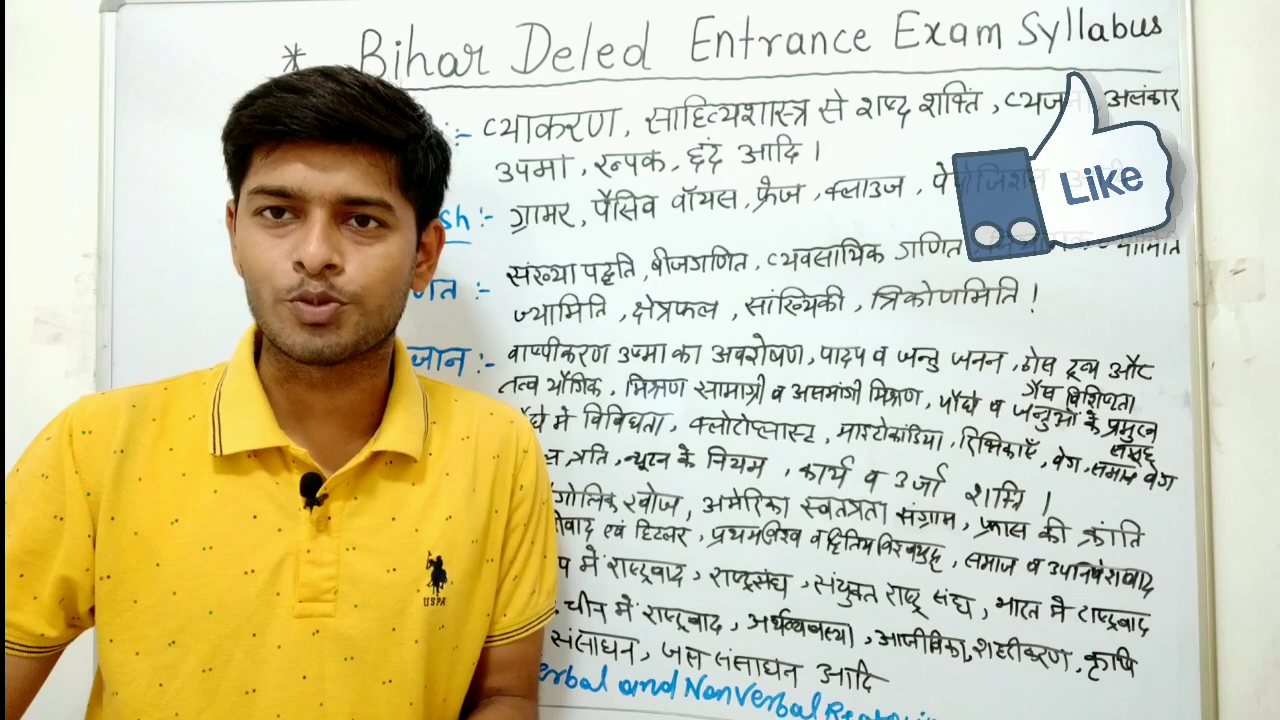 * Bihar Deled Entrance Exam Syllabus
:- व्याकरण, साहित्यशास्त्र से शब्द शक्ति, अलंकार
उपमा, रूपक, छंद आदि।
sh :- ग्रामर, पैसिव वॉयस, फ्रेज, क्लाउज,
Like
संख्या पद्धति, बीजगणित, व्यवसायिक गणित
णित :- ज्यामिति, क्षेत्रफल, सांख्यिकी, त्रिकोणमिति!
ज्ञान :- वाष्पीकरण उष्मा का अवशोषण, पादप व जन्तु जनन, ठोस द्रव्य और
गैस विशिष्टता
तत्व यौगिक, मिश्रण सामाग्री व असमांगी मिश्रण, पौधो व जन्तुओं के प्रमुख
समूह
में विविधता, क्लोरोप्लास्ट, माइटोकांड्रिया, रिक्तिकाएँ, वेग, समान वेग
गति, न्यूटन के नियम, कार्य व उर्जा शक्ति।
गोलिक खोज, अमेरिका स्वतंत्रता संग्राम, फ्रांस की क्रांति
वाद एवं हिटलर, प्रथम विश्व व द्वितिय विश्वयुद्ध, समाज व उपनिवेशवाद
प में राष्ट्रवाद, राष्ट्रसंघ, संयुक्त राष्ट्र संघ, भारत में राष्ट्रवाद
चीन में राष्ट्रवाद, अर्थव्यवस्था, आजीविका, शहरीकरण, कृषि
संसाधन, जल संसाधन आदि
erbal and NonVerbal
USPA